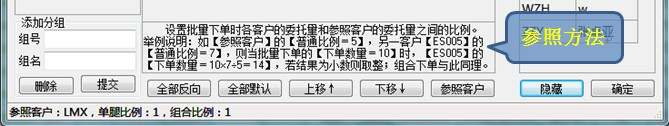 添加分组
组号
组名
删除
提交
设置批量下单时各客户的委托量和参照客户的委托量之间的比例。
举例说明：如【参照客户】的【普通比例＝5】，另一客户【ES005】的
【普通比例＝7】，则当批量下单的【下单数量＝10】时，【ES005】的
【下单数量＝10×7÷5＝14】，若结果为小数则取整；组合下单与此同理。
WZH
w
亚
参照方法
全部反向
全部默认
上移↑
下移↓
参照客户
隐藏
确定
参照客户：LMX，单腿比例：1，组合比例：1